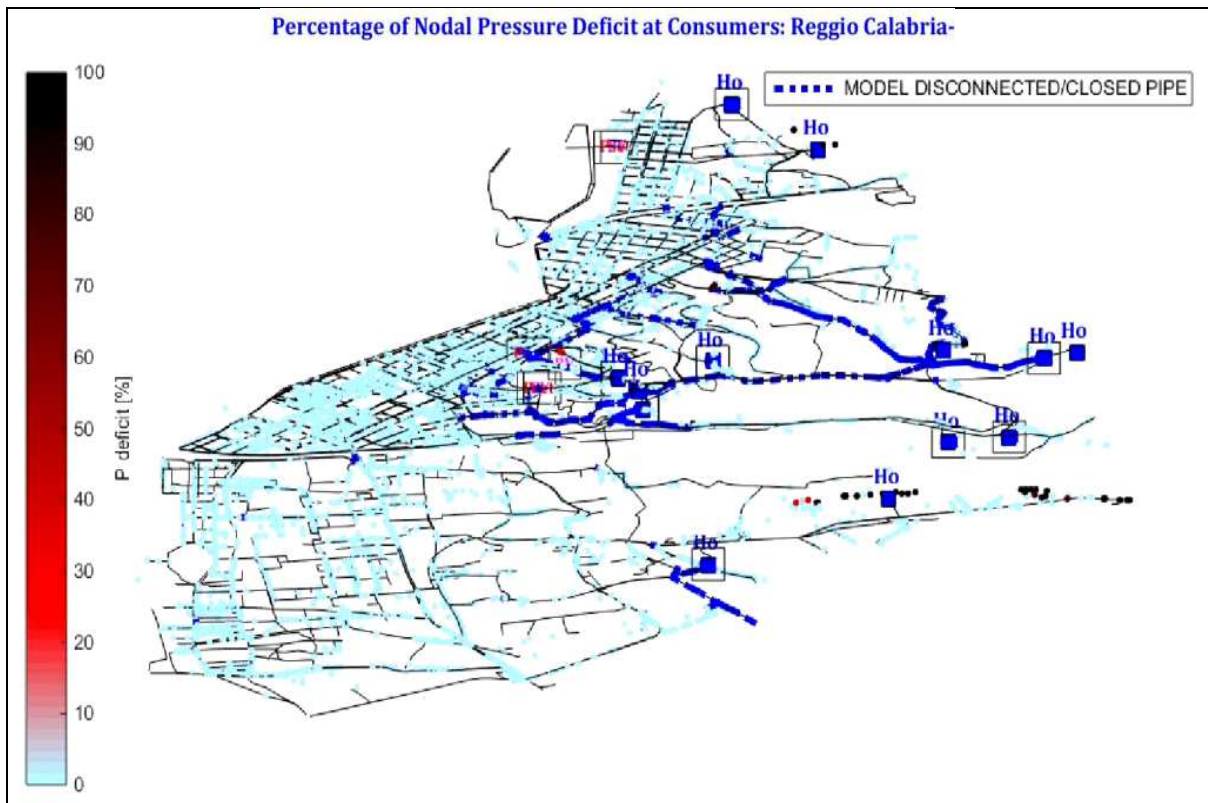 Percentage of Nodal Pressure Deficit at Consumers: Reggio Calabria-
MODEL DISCONNECTED/CLOSED PIPE
P deficit [%]
100
90
80
70
60
50
40
30
20
10
0
Ho
Ho
Ho
Ho
Ho
Ho
Ho
Ho
Ho
Ho
Ho
Ho